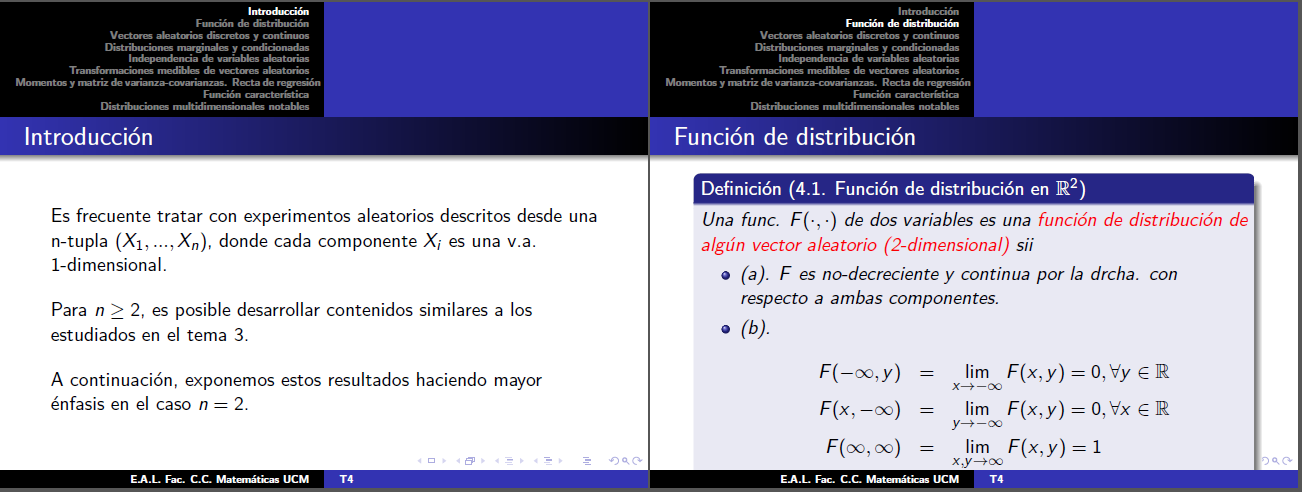 Introducción
Función de distribución
Vectores aleatorios discretos y continuos
Distribuciones marginales y condicionadas
Independencia de variables aleatorias
Transformaciones medibles de vectores aleatorios
Momentos y matriz de varianza-covarianzas. Recta de regresión
Función característica
Distribuciones multidimensionales notables
Introducción
Es frecuente tratar con experimentos aleatorios descritos desde una
n-tupla (X₁, ..., Xₙ), donde cada componente Xᵢ es una v.a.
1-dimensional.
Para n ≥ 2, es posible desarrollar contenidos similares a los
estudiados en el tema 3.
A continuación, exponemos estos resultados haciendo mayor
énfasis en el caso n = 2.
E.A.L. Fac. C.C. Matemáticas UCM T4
Introducción
Función de distribución
Vectores aleatorios discretos y continuos
Distribuciones marginales y condicionadas
Independencia de variables aleatorias
Transformaciones medibles de vectores aleatorios
Momentos y matriz de varianza-covarianzas. Recta de regresión
Función característica
Distribuciones multidimensionales notables
Función de distribución
Definición (4.1. Función de distribución en ℝ²)
Una func. F(·, ·) de dos variables es una función de distribución de
algún vector aleatorio (2-dimensional) sii
(a). F es no-decreciente y continua por la drcha. con
respecto a ambas componentes.
(b).
F(−∞, y) = lim x→−∞ F(x, y) = 0, ∀y ∈ ℝ
F(x, −∞) = lim y→−∞ F(x, y) = 0, ∀x ∈ ℝ
F(∞, ∞) = lim x,y→∞ F(x, y) = 1
E.A.L. Fac. C.C. Matemáticas UCM T4